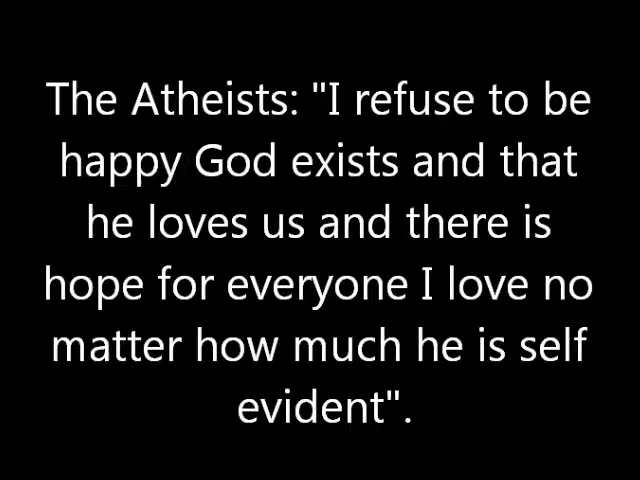 The Atheists: "I refuse to be
happy God exists and that
he loves us and there is
hope for everyone I love no
matter how much he is self
evident".